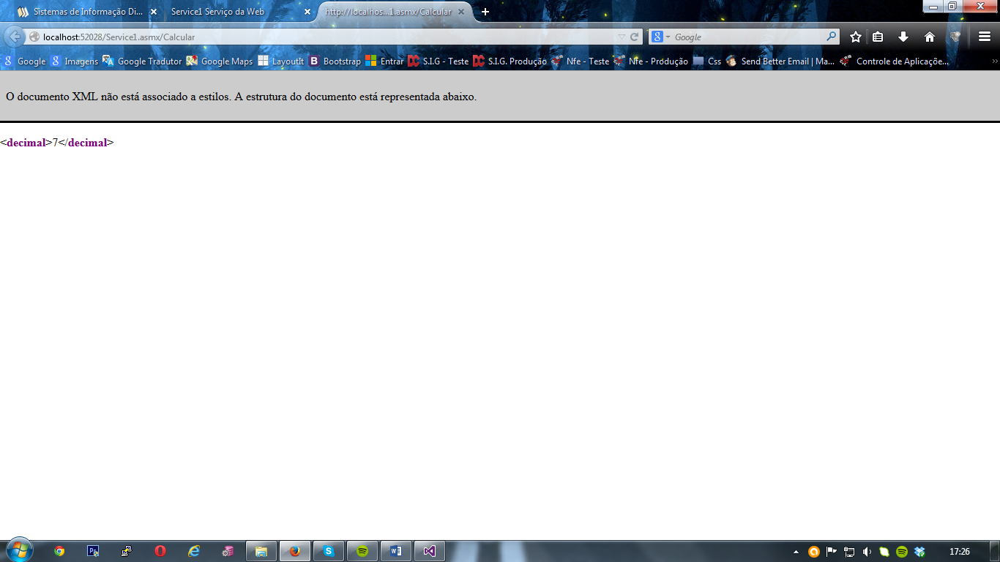 Sistemas de Informação Di...
Service1 Serviço da Web
http://localhos...1.asmx/Calcular
localhost:52028/Service1.asmx/Calcular
Google
Google
Imagens
Google Tradutor
Google Maps
LayoutIt
Bootstrap
Entrar
S.I.G - Teste
S.I.G. Produção
Nfe - Teste
Nfe - Produção
Css
Send Better Email | Ma...
Controle de Aplicaçõe...
O documento XML não está associado a estilos. A estrutura do documento está representada abaixo.
<decimal>7</decimal>
17:26